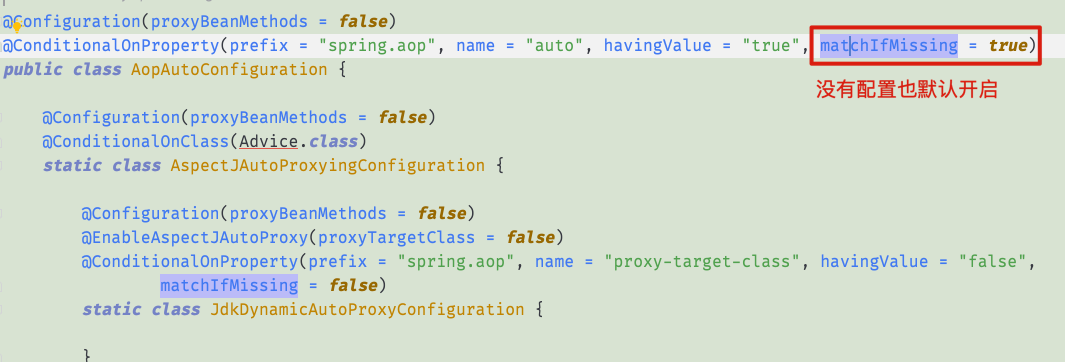 @Configuration(proxyBeanMethods = false)
@ConditionalOnProperty(prefix = "spring.aop", name = "auto", havingValue = "true", matchIfMissing = true)
public class AopAutoConfiguration {
没有配置也默认开启
@Configuration(proxyBeanMethods = false)
@ConditionalOnClass(Advice.class)
static class AspectJAutoProxyingConfiguration {
@Configuration(proxyBeanMethods = false)
@EnableAspectJAutoProxy(proxyTargetClass = false)
@ConditionalOnProperty(prefix = "spring.aop", name = "proxy-target-class", havingValue = "false",
matchIfMissing = false)
static class JdkDynamicAutoProxyConfiguration {
}